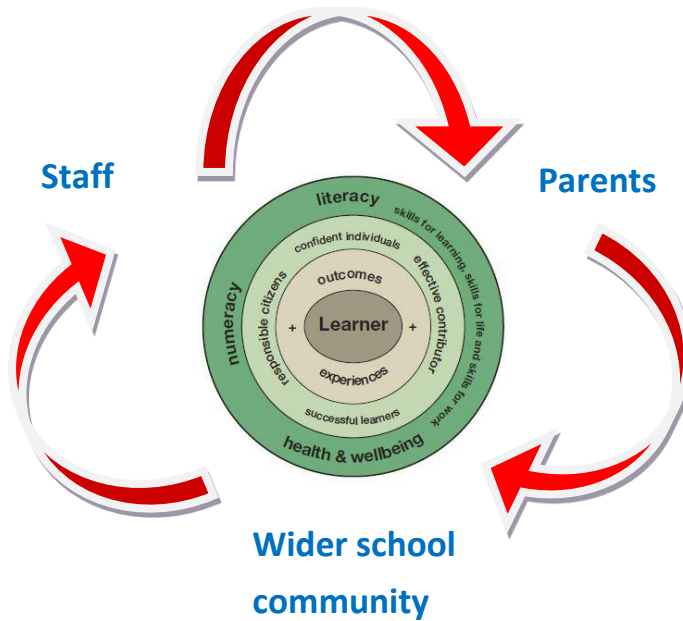 Staff
Parents
literacy
skills for learning, skills for life and skills for work
numeracy
confident individuals
responsible citizens
effective contributor
outcomes
+ Learner +
experiences
successful learners
health & wellbeing
Wider school
community